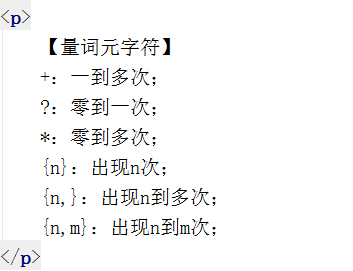 <p>
【量词元字符】
+: 一到多次;
?: 零到一次;
*: 零到多次;
{n}: 出现n次;
{n,}: 出现n到多次;
{n,m}: 出现n到m次;
</p>